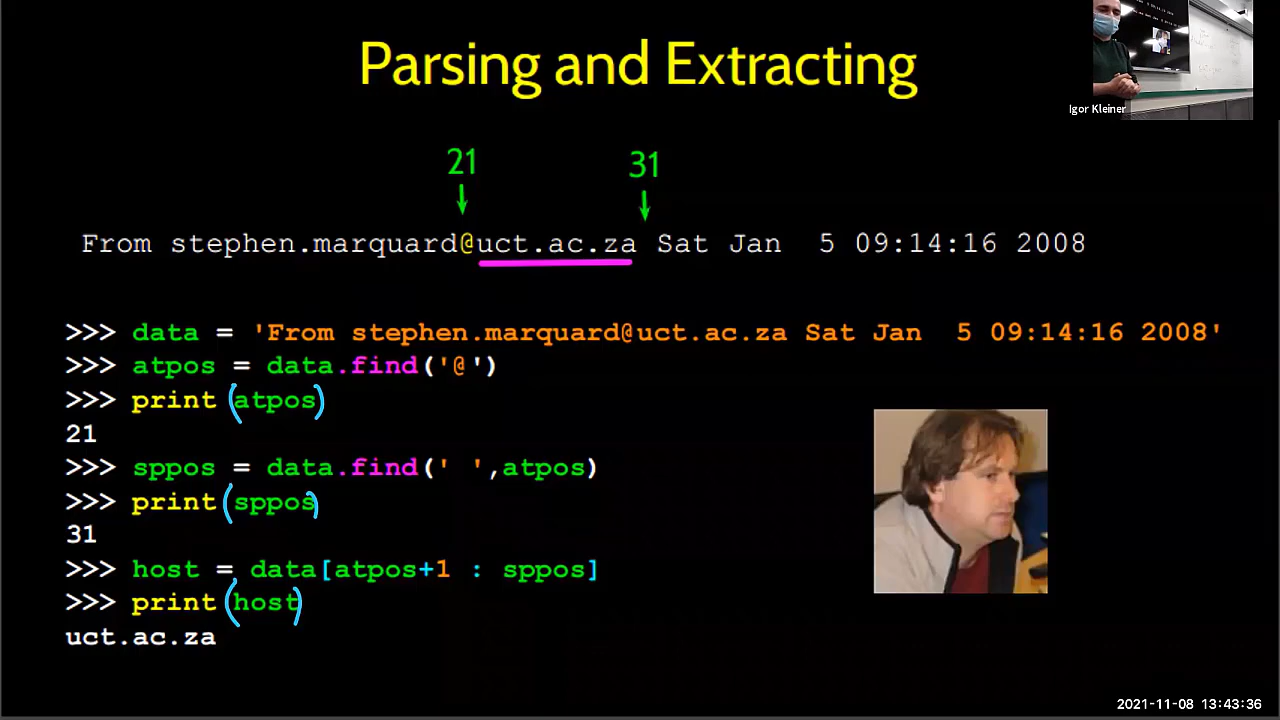 Parsing and Extracting
Igor Kleiner
21 31
From stephen.marquard@uct.ac.za Sat Jan  5 09:14:16 2008
>>> data = 'From stephen.marquard@uct.ac.za Sat Jan  5 09:14:16 2008'
>>> atpos = data.find('@')
>>> print (atpos)
21
>>> sppos = data.find(' ',atpos)
>>> print (sppos)
31
>>> host = data[atpos+1 : sppos]
>>> print (host)
uct.ac.za
2021-11-08 13:43:36